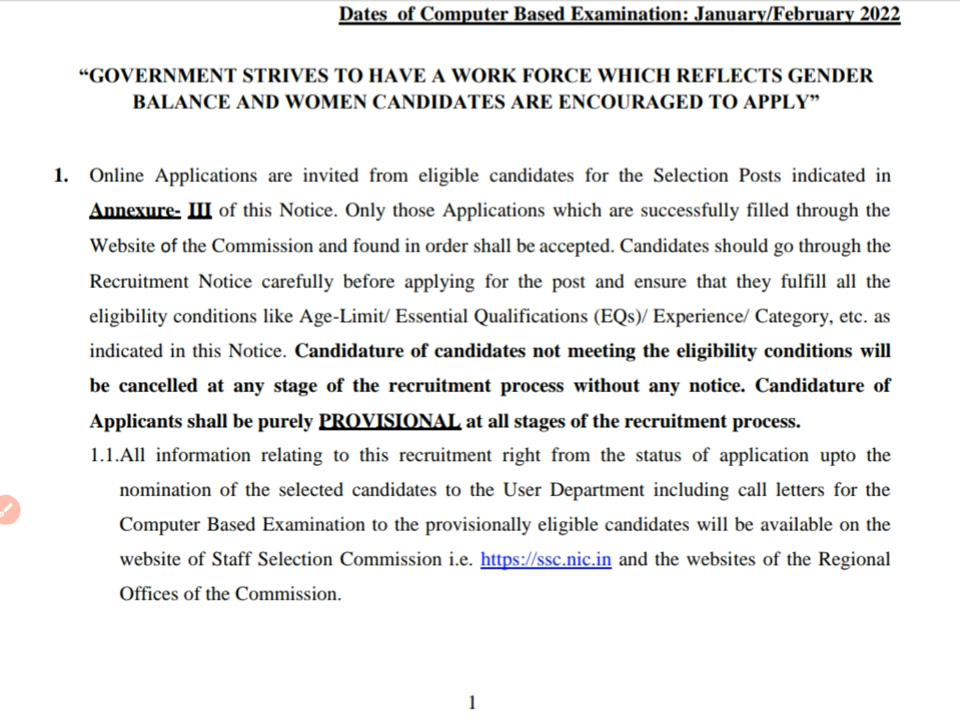 Dates of Computer Based Examination: January/February 2022
“GOVERNMENT STRIVES TO HAVE A WORK FORCE WHICH REFLECTS GENDER
BALANCE AND WOMEN CANDIDATES ARE ENCOURAGED TO APPLY”
1. Online Applications are invited from eligible candidates for the Selection Posts indicated in
Annexure- III of this Notice. Only those Applications which are successfully filled through the
Website of the Commission and found in order shall be accepted. Candidates should go through the
Recruitment Notice carefully before applying for the post and ensure that they fulfill all the
eligibility conditions like Age-Limit/ Essential Qualifications (EQs)/ Experience/ Category, etc. as
indicated in this Notice. Candidature of candidates not meeting the eligibility conditions will
be cancelled at any stage of the recruitment process without any notice. Candidature of
Applicants shall be purely PROVISIONAL at all stages of the recruitment process.
1.1.All information relating to this recruitment right from the status of application upto the
nomination of the selected candidates to the User Department including call letters for the
Computer Based Examination to the provisionally eligible candidates will be available on the
website of Staff Selection Commission i.e. https://ssc.nic.in and the websites of the Regional
Offices of the Commission.
1